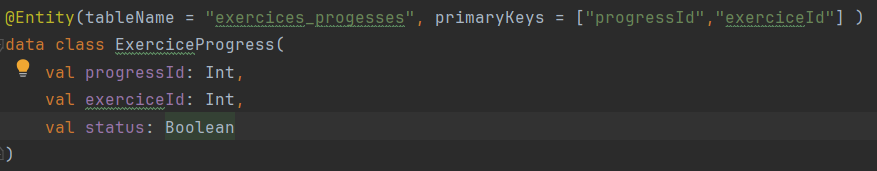 @Entity(tableName = "exercices_progesses", primaryKeys = ["progressId","exerciceId"] )
data class ExerciceProgress(
val progressId: Int,
val exerciceId: Int,
val status: Boolean
)